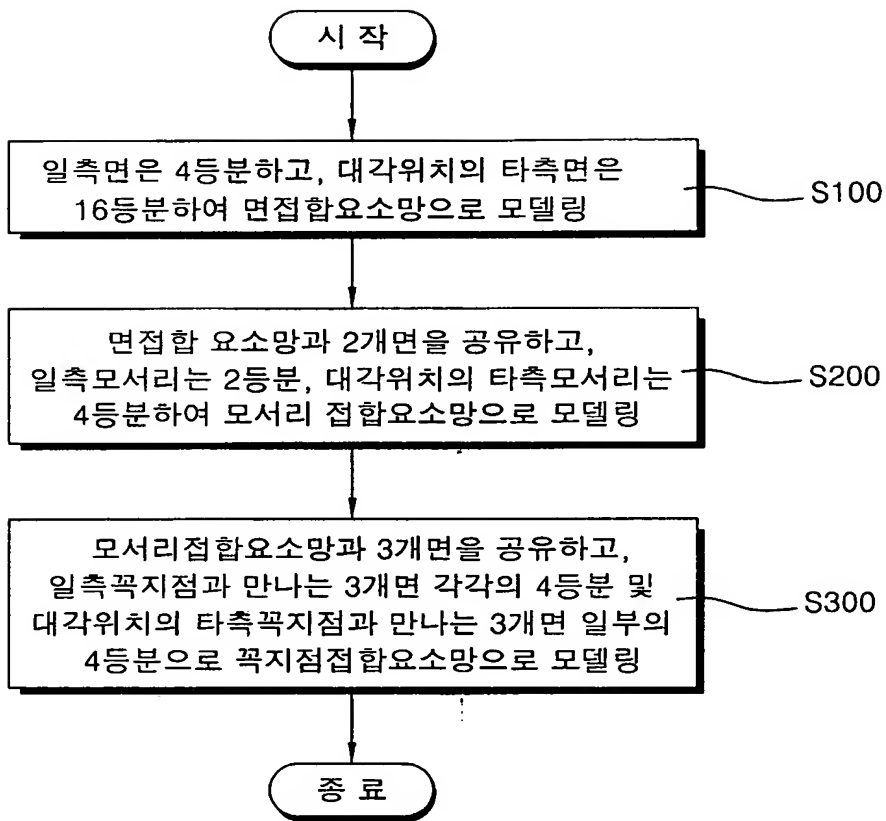 시 작
일측면은 4등분하고, 대각위치의 타측면은
16등분하여 면접합요소망으로 모델링
S100
면접합 요소망과 2개면을 공유하고,
일측모서리는 2등분, 대각위치의 타측모서리는
4등분하여 모서리 접합요소망으로 모델링
S200
모서리접합요소망과 3개면을 공유하고,
일측꼭지점과 만나는 3개면 각각의 4등분 및
대각위치의 타측꼭지점과 만나는 3개면 일부의
4등분으로 꼭지점접합요소망으로 모델링
S300
종 료